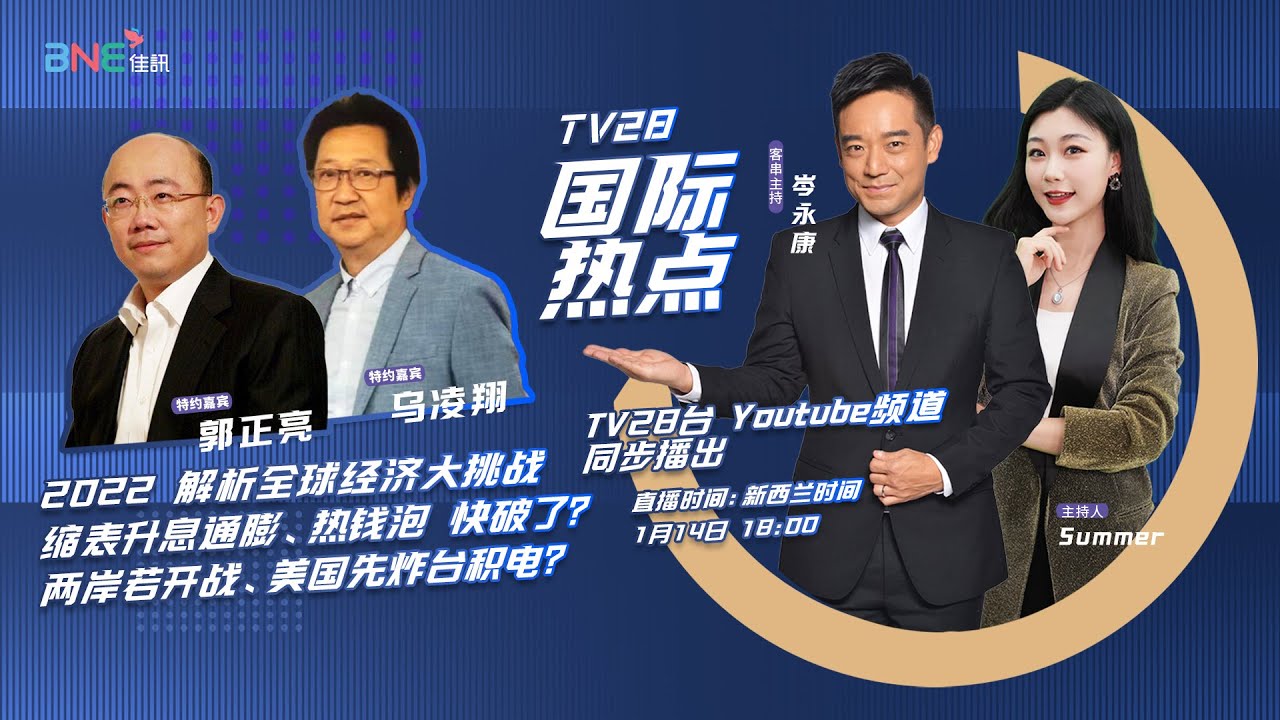 BNE佳訊
TV28
国际
热点
客串主持
岑永康
特约嘉宾
郭正亮
特约嘉宾
乌凌翔
2022 解析全球经济大挑战
缩表升息通膨、热钱泡 快破了?
两岸若开战、美国先炸台积电?
TV28台 Youtube频道
同步播出
直播时间:新西兰时间
1月14日 18:00
主持人
Summer